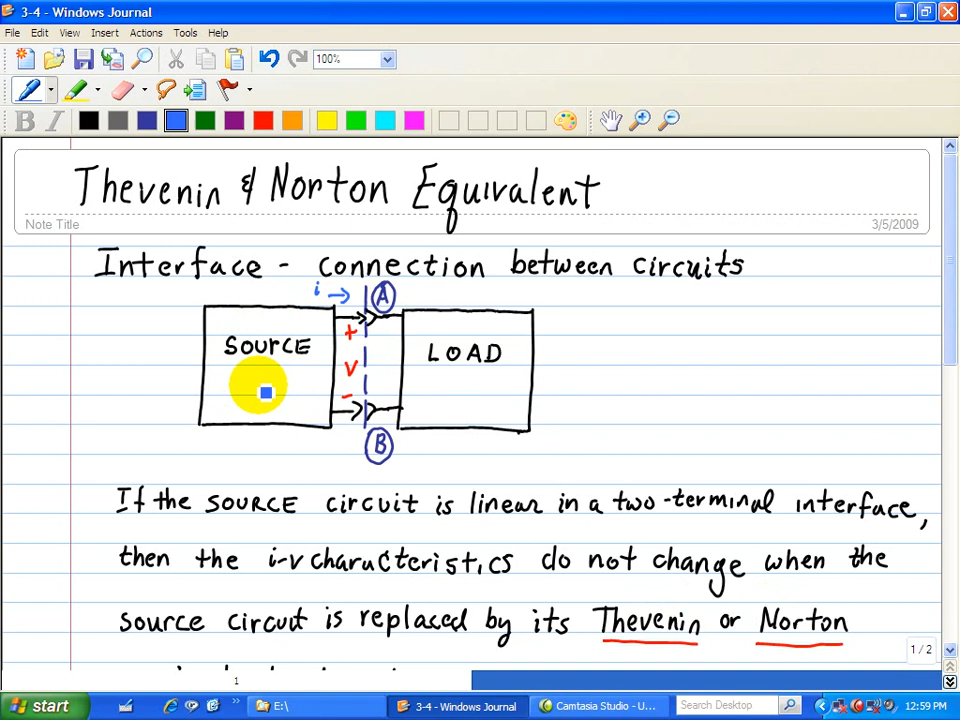 3-4 - Windows Journal
File Edit View Insert Actions Tools Help
100%
B I
Thevenin & Norton Equivalent
Note Title
3/5/2009
Interface - connection between circuits
i → A
SOURCE + LOAD
v
-
B
If the SOURCE circuit is linear in a two-terminal interface,
then the i-v characteristics do not change when the
source circuit is replaced by its Thevenin or Norton
1 / 2
1
start E:\ 3-4 - Windows Journal Camtasia Studio - U... Search Desktop 12:59 PM